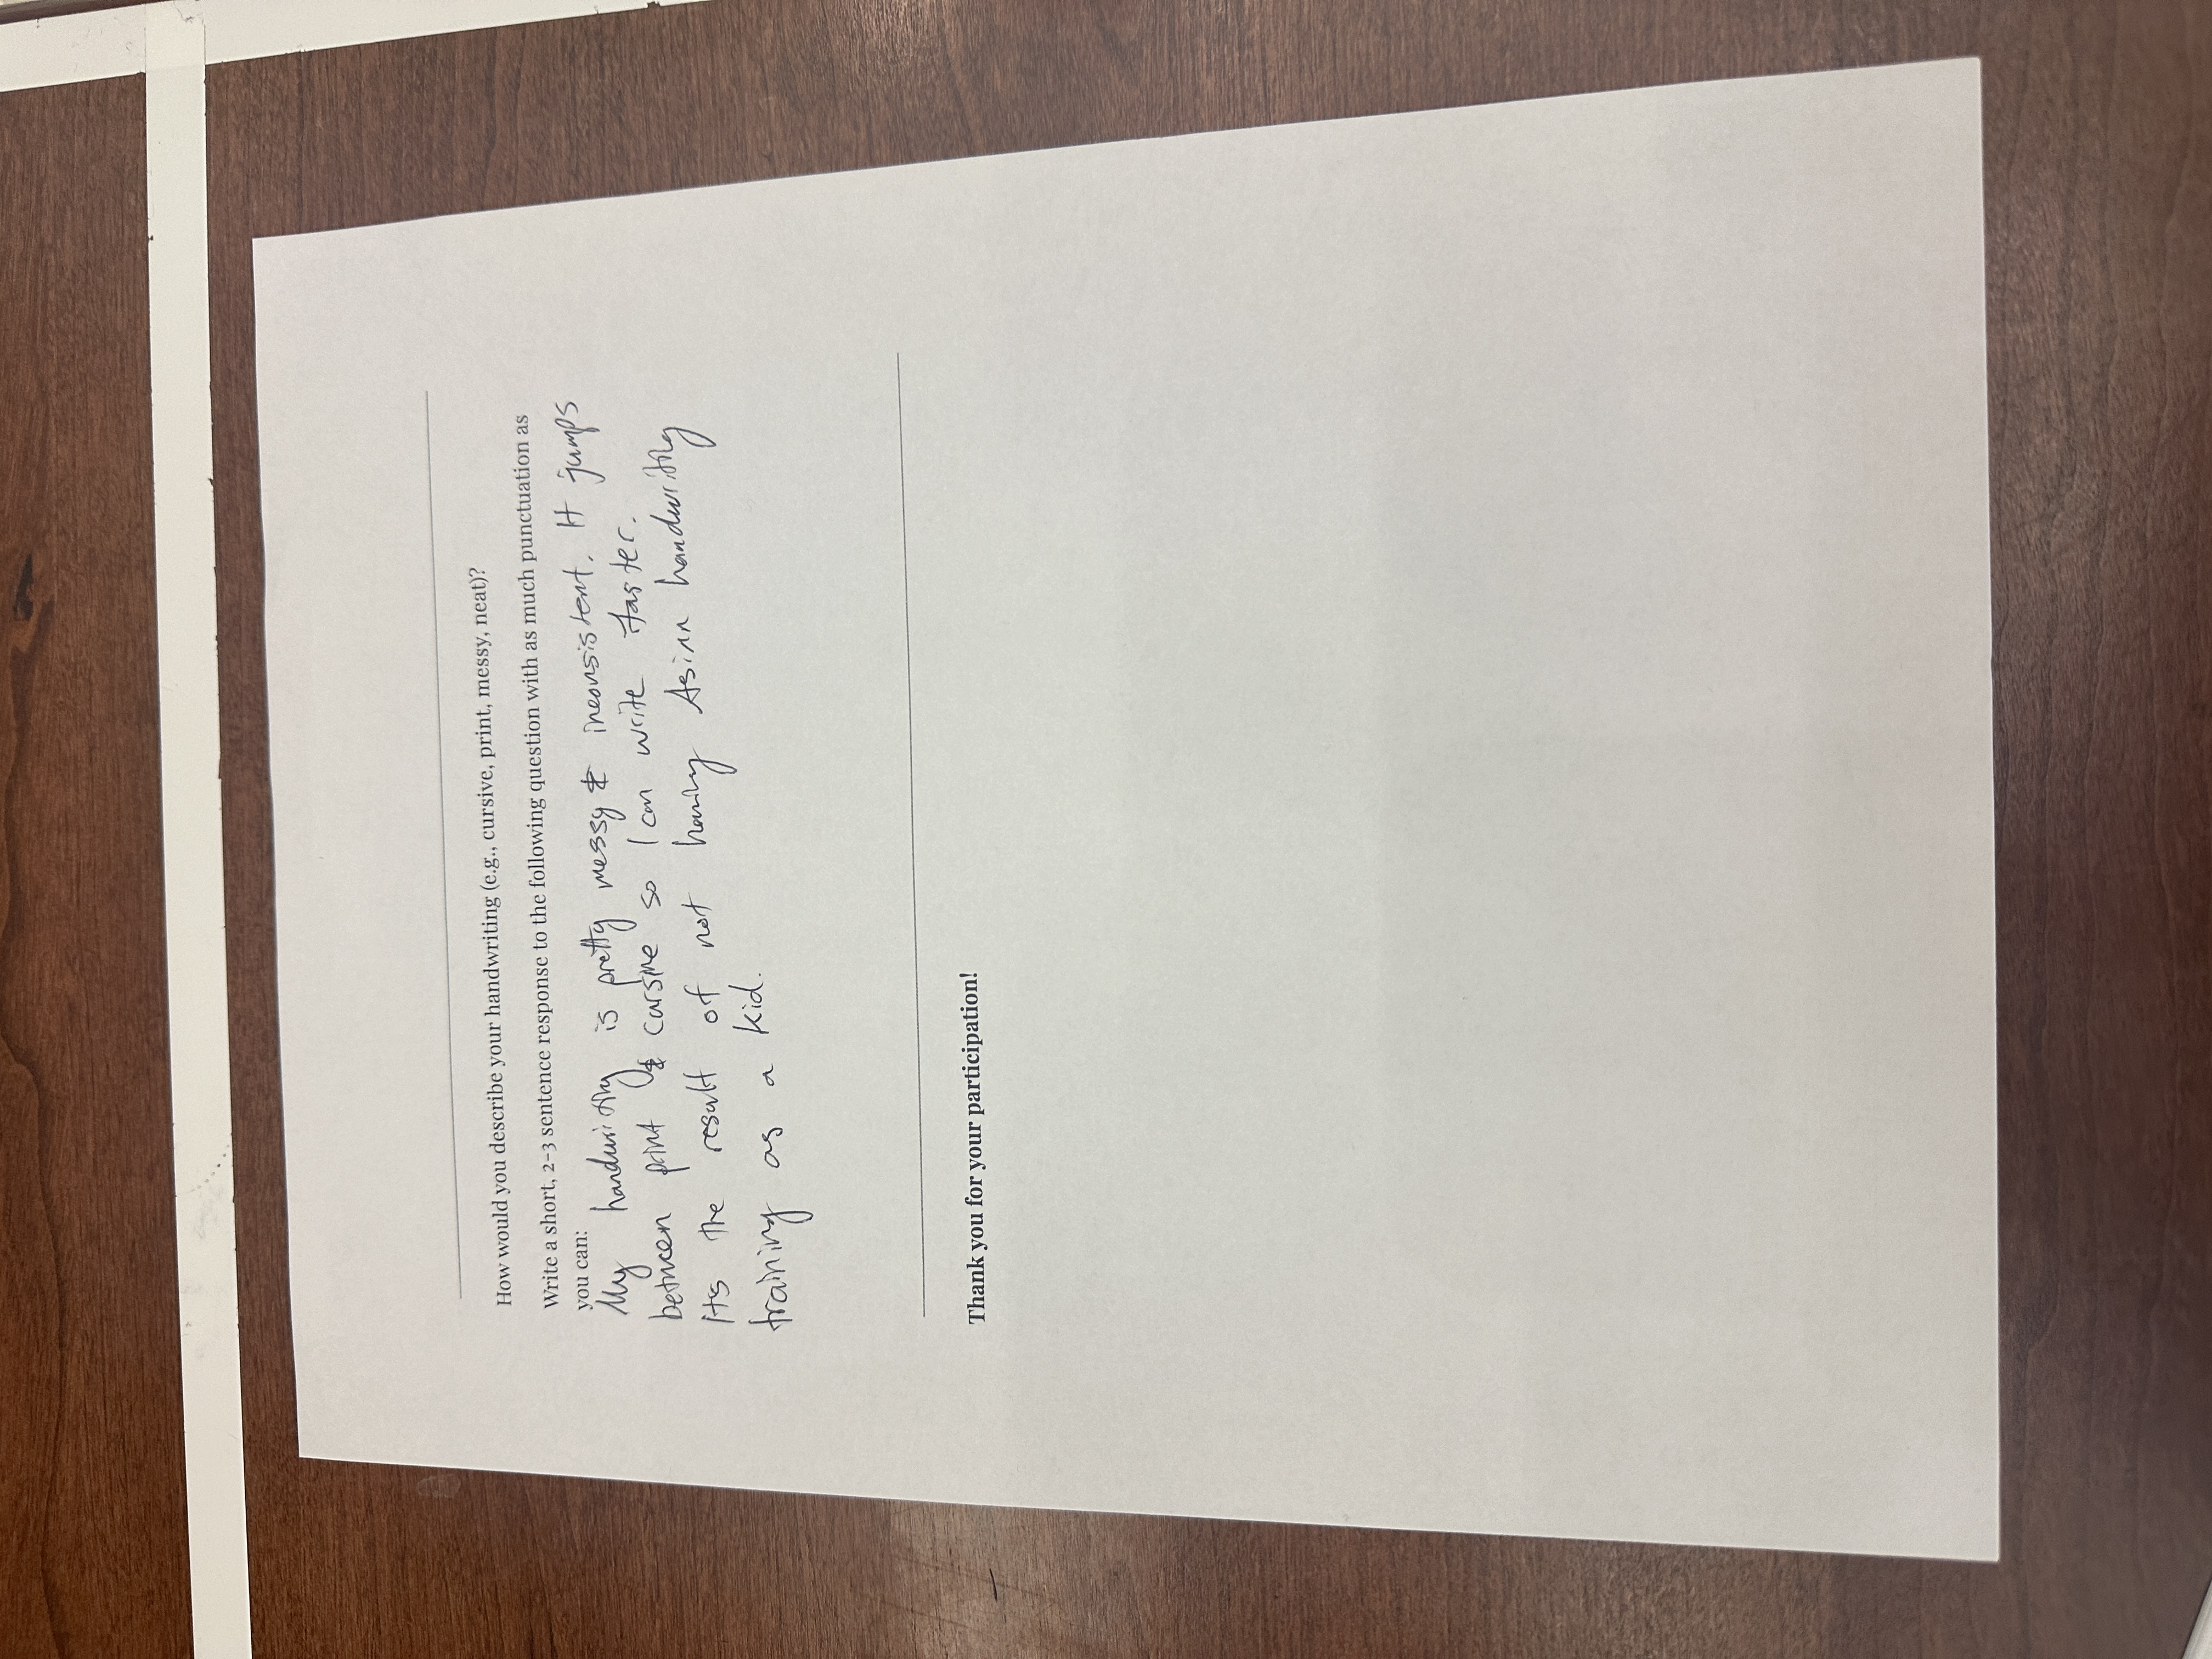 How would you describe your handwriting (e.g., cursive, print, messy, neat)?
Write a short, 2-3 sentence response to the following question with as much punctuation as
you can:
My handwriting is pretty messy & inconsistent. It jumps
between print & cursive so I can write faster.
It's the result of not having Asian handwriting
training as a kid.
Thank you for your participation!